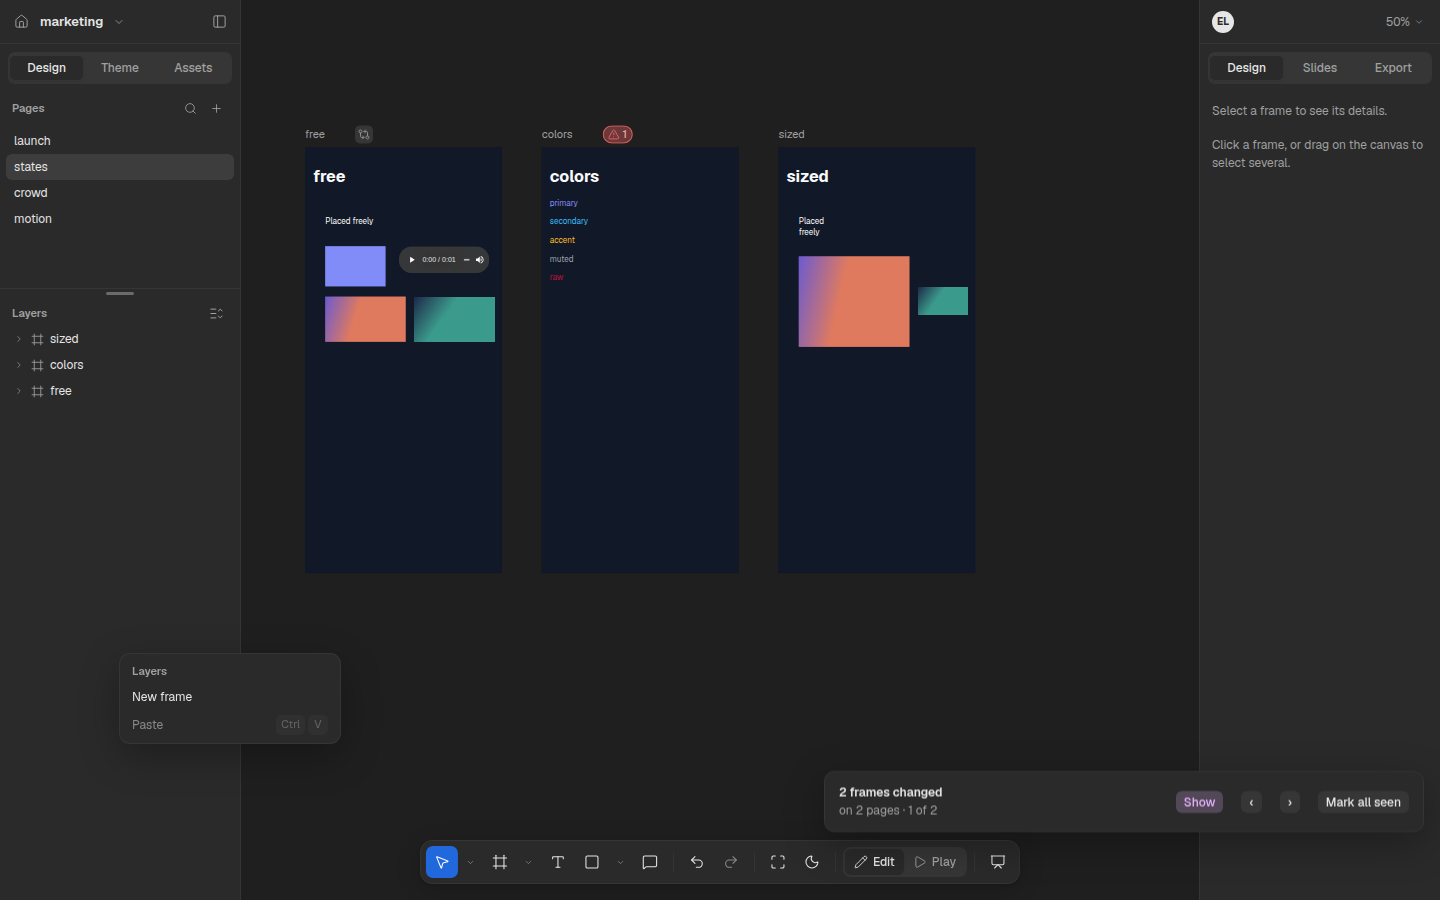 marketing
Design
Theme
Assets
Pages
launch
states
crowd
motion
Layers
sized
colors
free
free
free
Placed freely
0:00 / 0:01
colors
1
colors
primary
secondary
accent
muted
raw
sized
sized
Placed
freely
EL
50%
Design
Slides
Export
Select a frame to see its details.
Click a frame, or drag on the canvas to
select several.
Layers
New frame
Paste
Ctrl
V
2 frames changed
on 2 pages · 1 of 2
Show
‹
›
Mark all seen
Edit
Play